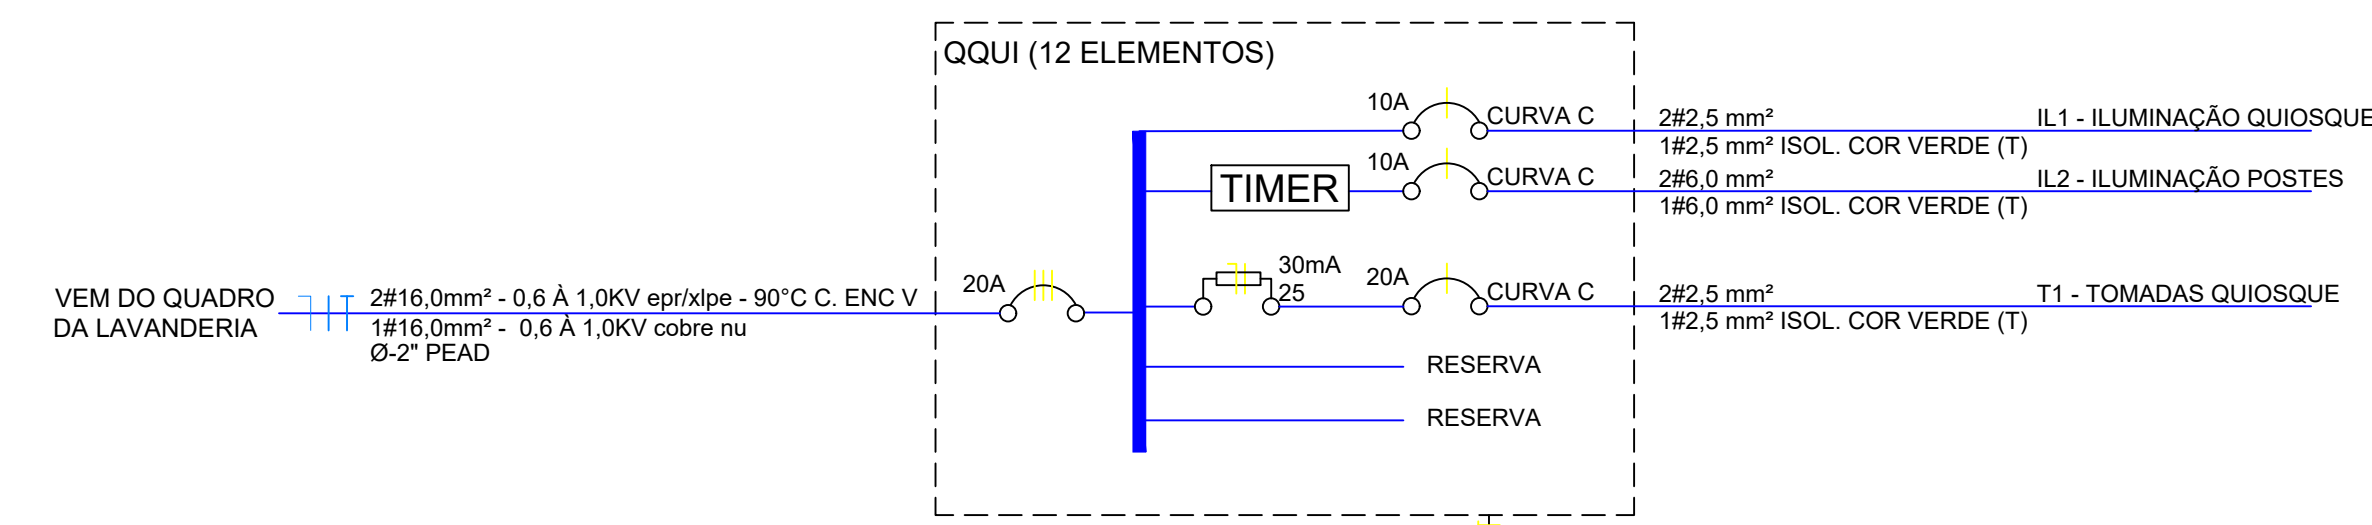 QQUI (12 ELEMENTOS)
10A
CURVA C
2#2,5 mm²
IL1 - ILUMINAÇÃO QUIOSQUE
1#2,5 mm² ISOL. COR VERDE (T)
TIMER
10A
CURVA C
2#6,0 mm²
IL2 - ILUMINAÇÃO POSTES
1#6,0 mm² ISOL. COR VERDE (T)
VEM DO QUADRO
DA LAVANDERIA
2#16,0mm² - 0,6 À 1,0KV epr/xlpe - 90°C C. ENC V
1#16,0mm² - 0,6 À 1,0KV cobre nu
Ø-2" PEAD
20A
30mA
25
20A
CURVA C
2#2,5 mm²
T1 - TOMADAS QUIOSQUE
1#2,5 mm² ISOL. COR VERDE (T)
RESERVA
RESERVA